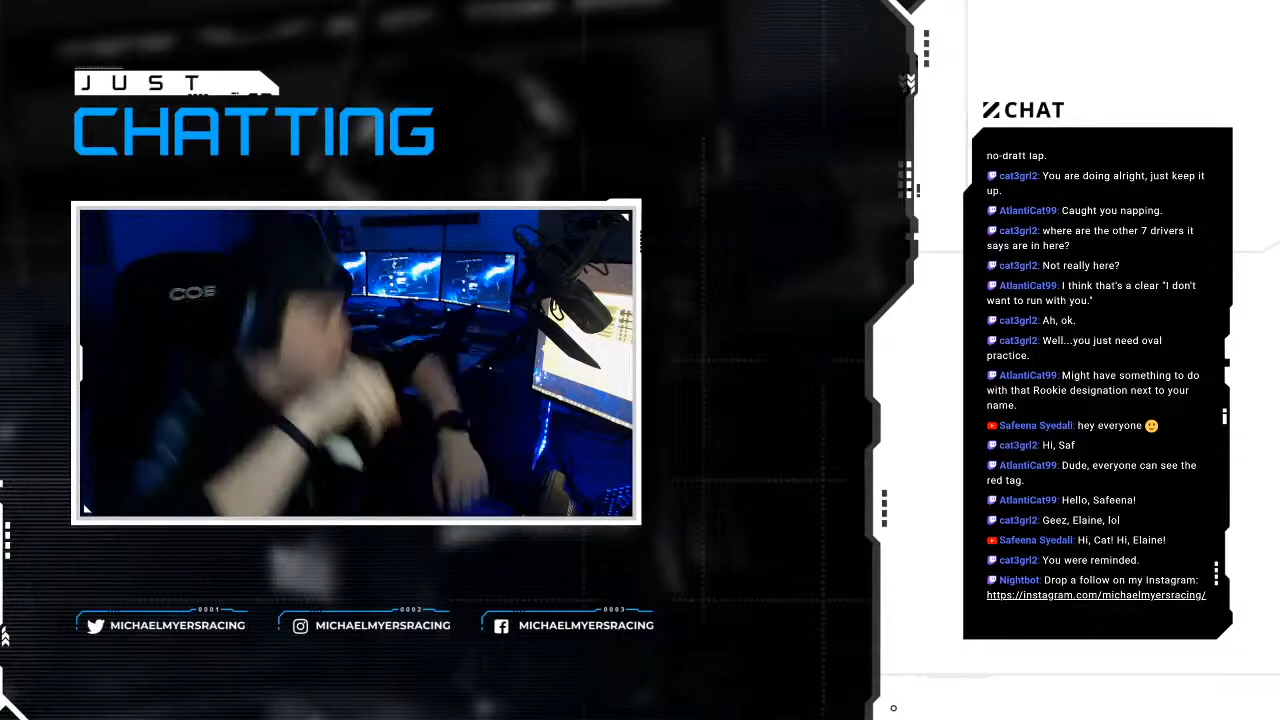 JUST
CHATTING
COE
0001
MICHAELMYERSRACING
0002
MICHAELMYERSRACING
0003
MICHAELMYERSRACING
CHAT
no-draft lap.
cat3grl2: You are doing alright, just keep it
up.
AtlantiCat99: Caught you napping.
cat3grl2: where are the other 7 drivers it
says are in here?
cat3grl2: Not really here?
AtlantiCat99: I think that's a clear "I don't
want to run with you."
cat3grl2: Ah, ok.
cat3grl2: Well...you just need oval
practice.
AtlantiCat99: Might have something to do
with that Rookie designation next to your
name.
Safeena Syedali: hey everyone 🙂
cat3grl2: Hi, Saf
AtlantiCat99: Dude, everyone can see the
red tag.
AtlantiCat99: Hello, Safeena!
cat3grl2: Geez, Elaine, lol
Safeena Syedali: Hi, Cat! Hi, Elaine!
cat3grl2: You were reminded.
Nightbot: Drop a follow on my Instagram:
https://instagram.com/michaelmyersracing/